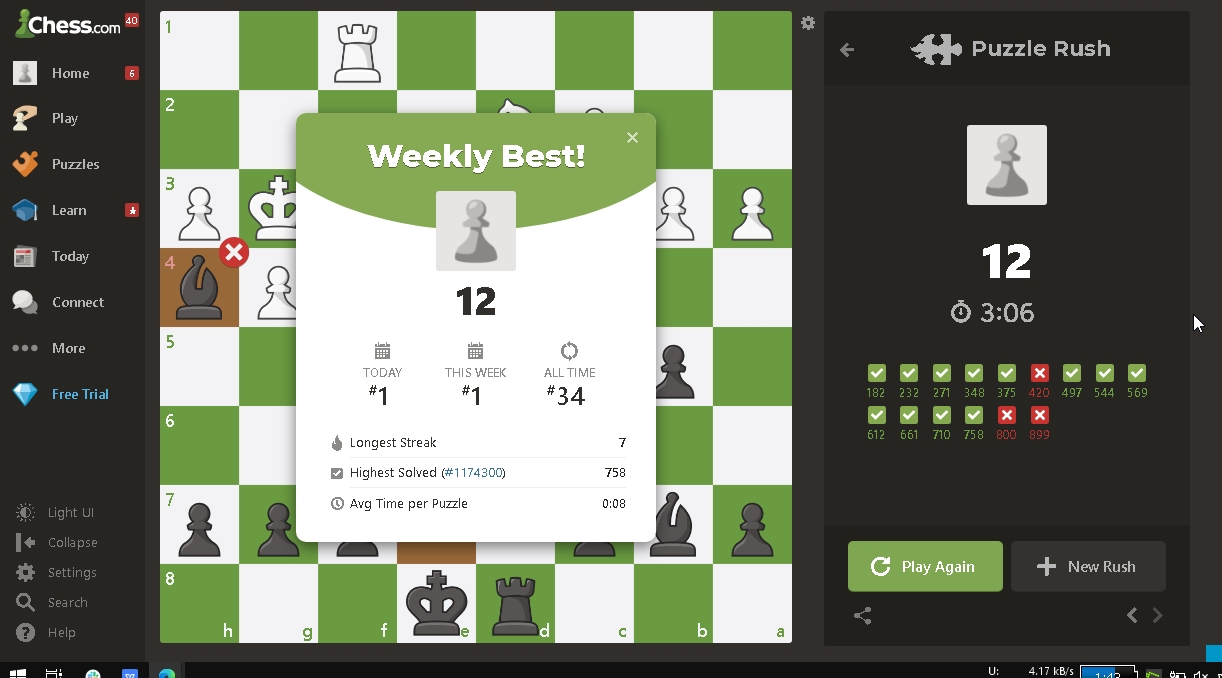 Chess.com 40
Home 6
Play
Puzzles
Learn
Today
Connect
More
Free Trial
Light UI
Collapse
Settings
Search
Help
1
2
3
4
5
6
7
8
h g f e d c b a
Weekly Best!
×
12
TODAY
#1
THIS WEEK
#1
ALL TIME
#34
Longest Streak 7
Highest Solved (#1174300) 758
Avg Time per Puzzle 0:08
Puzzle Rush
12
3:06
182 232 271 348 375 420 497 544 569
612 661 710 758 800 899
Play Again
New Rush
U: 4.17 kB/s